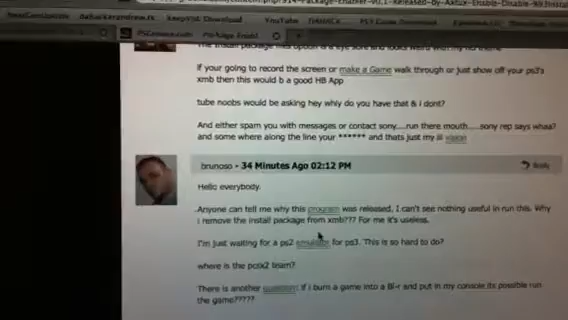 KeepVid: Download
YouTube
If your going to record the screen or make a Game walk through or just show off your ps3's
xmb then this would b a good HB App
tube noobs would be asking hey whiy do you have that & i dont?
And either spam you with messages or contact sony....run there mouth.....sony rep says whaa?
and some where along the line your ****** and thats just my lil vision
brunoso - 34 Minutes Ago 02:12 PM
Reply
Hello everybody.
Anyone can tell me why this program was released. I can't see nothing useful in run this. Why
i remove the install package from xmb??? For me it's useless.
I'm just waiting for a ps2 emulator for ps3. This is so hard to do?
where is the pcsx2 team?
There is another question: if i burn a game into a Bl-r and put in my console its possible run
the game?????